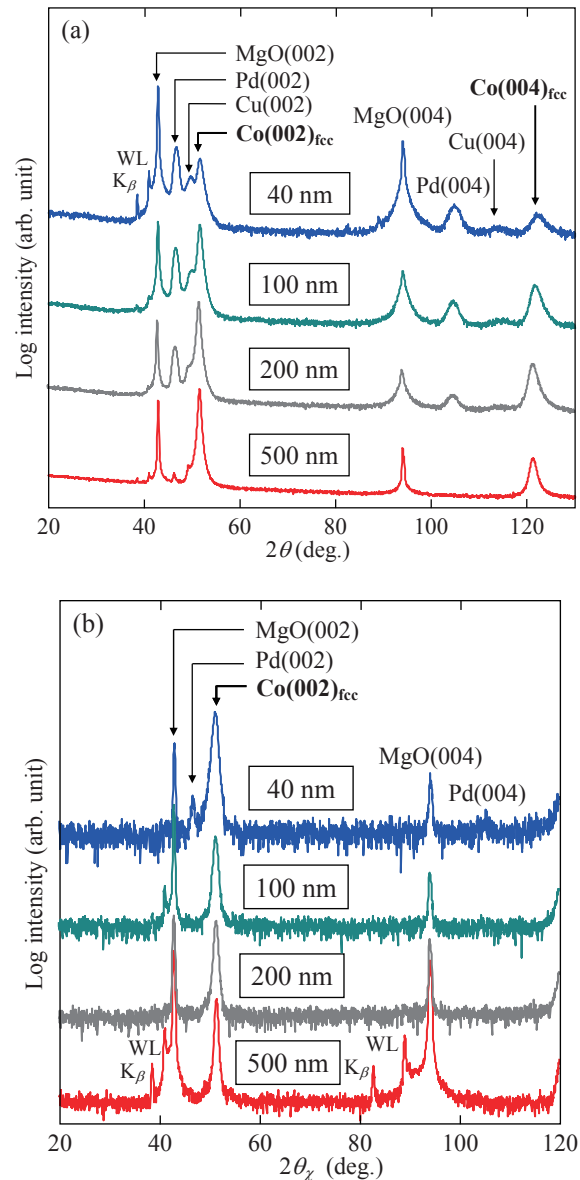 (a)
MgO(002)
Pd(002)
Cu(002)
Co(002)fcc
WL
Kβ
MgO(004)
Co(004)fcc
Cu(004)
Pd(004)
40 nm
100 nm
200 nm
500 nm
Log intensity (arb. unit)
20 40 60 80 100 120
2θ (deg.)
(b)
MgO(002)
Pd(002)
Co(002)fcc
MgO(004)
Pd(004)
40 nm
100 nm
200 nm
WL
Kβ
500 nm
WL
Kβ
Log intensity (arb. unit)
20 40 60 80 100 120
2θχ (deg.)